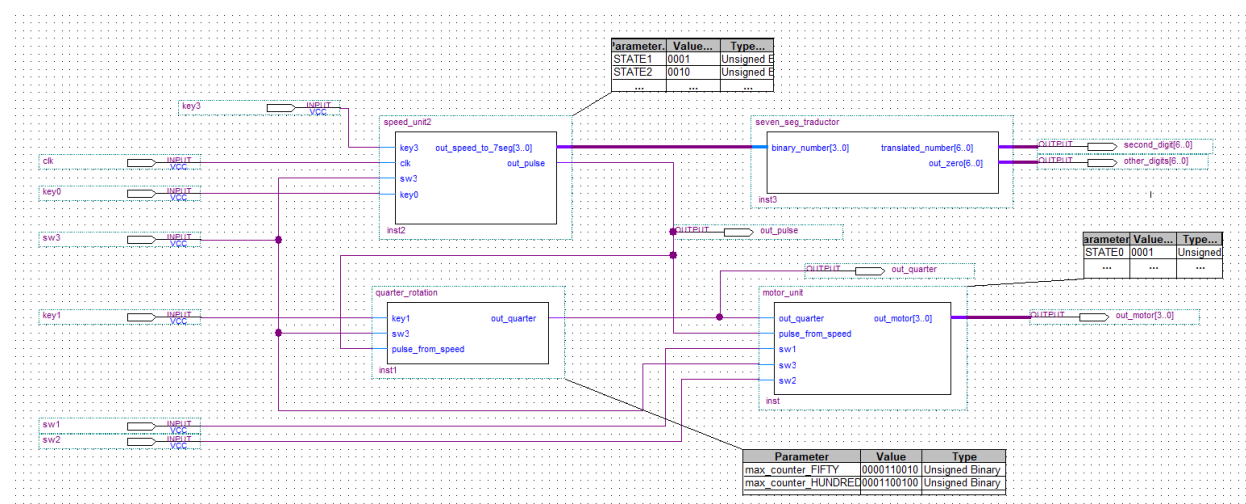 'arameter. Value... Type...
STATE1 0001 Unsigned B
STATE2 0010 Unsigned B
... ... ...
key3 INPUT
VCC
speed_unit2
key3 out_speed_to_7seg[3..0]
clk out_pulse
sw3
key0
inst2
seven_seg_traductor
binary_number[3..0] translated_number[6..0]
out_zero[6..0]
inst3
OUTPUT second_digit[6..0]
OUTPUT other_digits[6..0]
clk INPUT
VCC
key0 INPUT
VCC
sw3 INPUT
VCC
OUTPUT out_pulse
arameter Value... Type...
STATE0 0001 Unsigned
... ... ...
OUTPUT out_quarter
quarter_rotation
key1 out_quarter
sw3
pulse_from_speed
inst1
motor_unit
out_quarter out_motor[3..0]
pulse_from_speed
sw1
sw3
sw2
inst
key1 INPUT
VCC
OUTPUT out_motor[3..0]
sw1 INPUT
VCC
sw2 INPUT
VCC
Parameter Value Type
max_counter_FIFTY 0000110010 Unsigned Binary
max_counter_HUNDRED 0001100100 Unsigned Binary